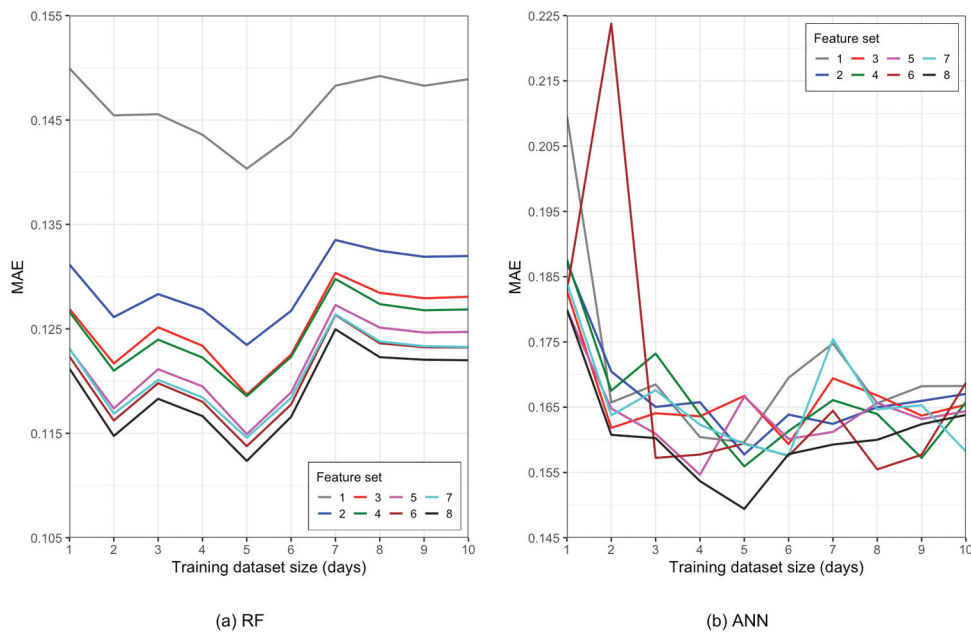 0.155
0.145
0.135
0.125
0.115
0.105
MAE
1 2 3 4 5 6 7 8 9 10
Training dataset size (days)
Feature set
1 3 5 7
2 4 6 8
(a) RF
0.225
0.215
0.205
0.195
0.185
0.175
0.165
0.155
0.145
MAE
1 2 3 4 5 6 7 8 9 10
Training dataset size (days)
Feature set
1 3 5 7
2 4 6 8
(b) ANN